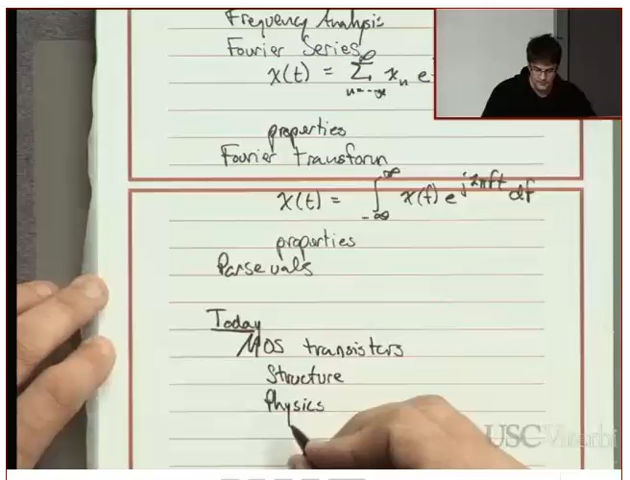 Frequency Analysis
Fourier Series
x(t) = ∑ n=-∞ ∞ xₙ e
properties
Fourier transform
x(t) = ∫ -∞ ∞ x(f) e^{j2πft} df
properties
Parsevals
Today
MOS transistors
Structure
Physics
USC Viterbi